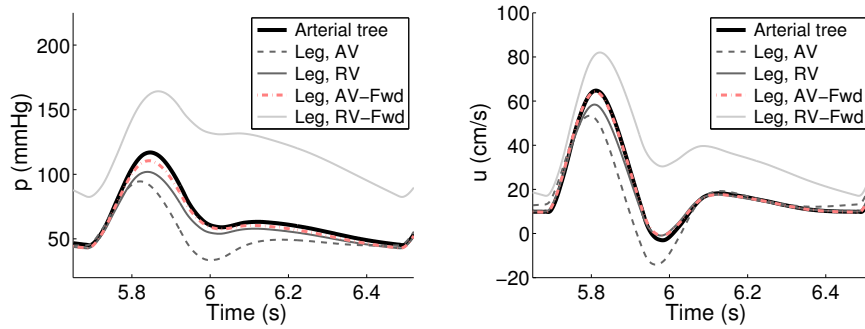 p (mmHg)
200
150
100
50
5.8 6 6.2 6.4
Time (s)
Arterial tree
Leg, AV
Leg, RV
Leg, AV−Fwd
Leg, RV−Fwd
u (cm/s)
100
80
60
40
20
0
−20
5.8 6 6.2 6.4
Time (s)
Arterial tree
Leg, AV
Leg, RV
Leg, AV−Fwd
Leg, RV−Fwd